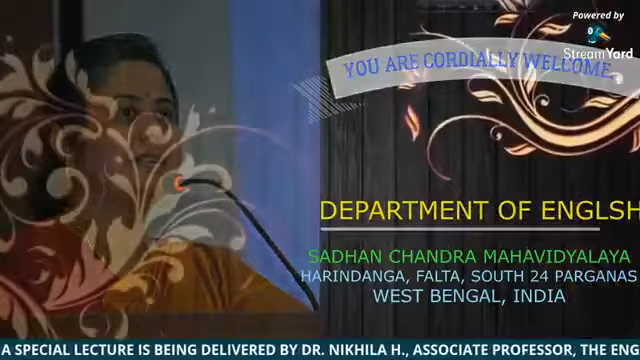 Powered by
StreamYard
YOU ARE CORDIALLY WELCOME.
DEPARTMENT OF ENGLSH
SADHAN CHANDRA MAHAVIDYALAYA
HARINDANGA, FALTA, SOUTH 24 PARGANAS
WEST BENGAL, INDIA
A SPECIAL LECTURE IS BEING DELIVERED BY DR. NIKHILA H., ASSOCIATE PROFESSOR, THE ENG